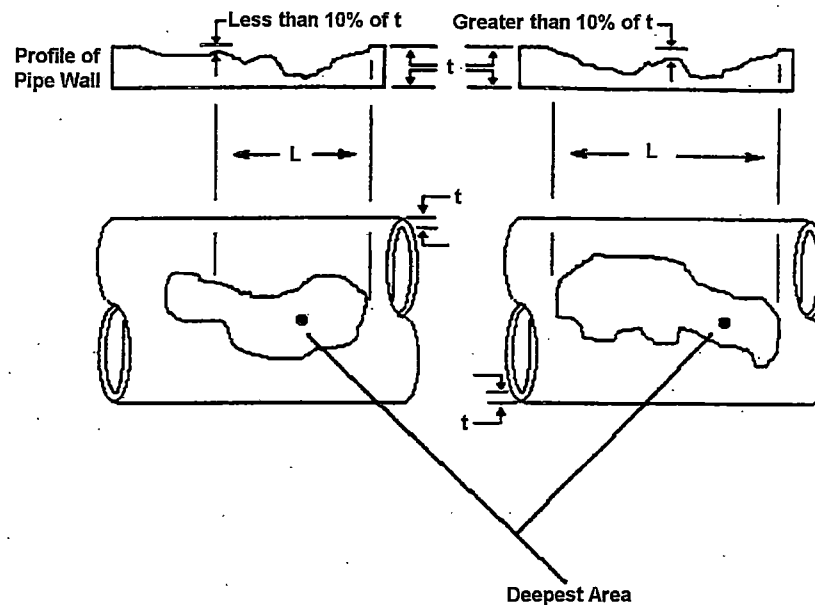 Less than 10% of t
Greater than 10% of t
Profile of
Pipe Wall
t
L
L
t
t
Deepest Area